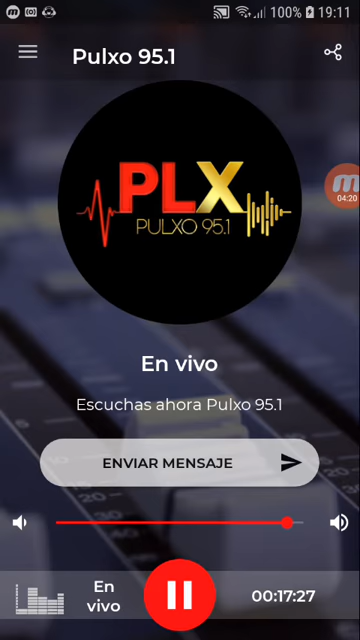 100% 19:11
Pulxo 95.1
PLX
PULXO 95.1
04:20
En vivo
Escuchas ahora Pulxo 95.1
ENVIAR MENSAJE
En
vivo
00:17:27